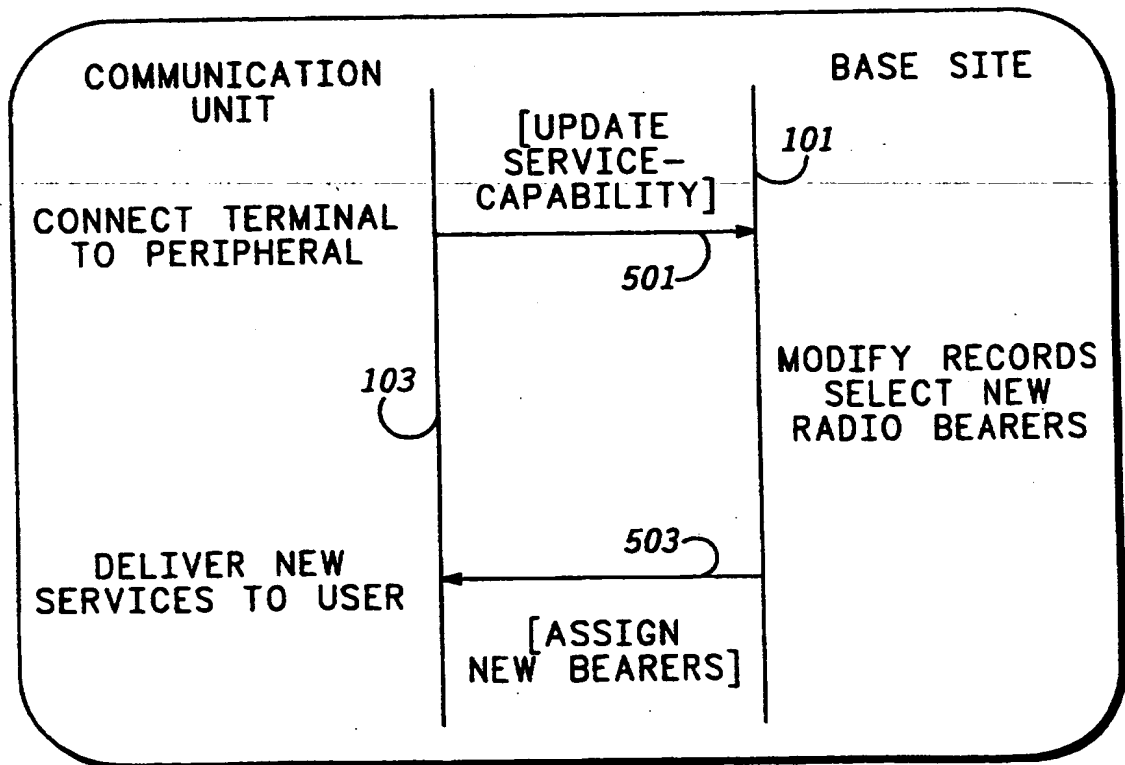 COMMUNICATION
UNIT
BASE SITE
[UPDATE
SERVICE-
CAPABILITY]
101
CONNECT TERMINAL
TO PERIPHERAL
501
103
MODIFY RECORDS
SELECT NEW
RADIO BEARERS
503
DELIVER NEW
SERVICES TO USER
[ASSIGN
NEW BEARERS]